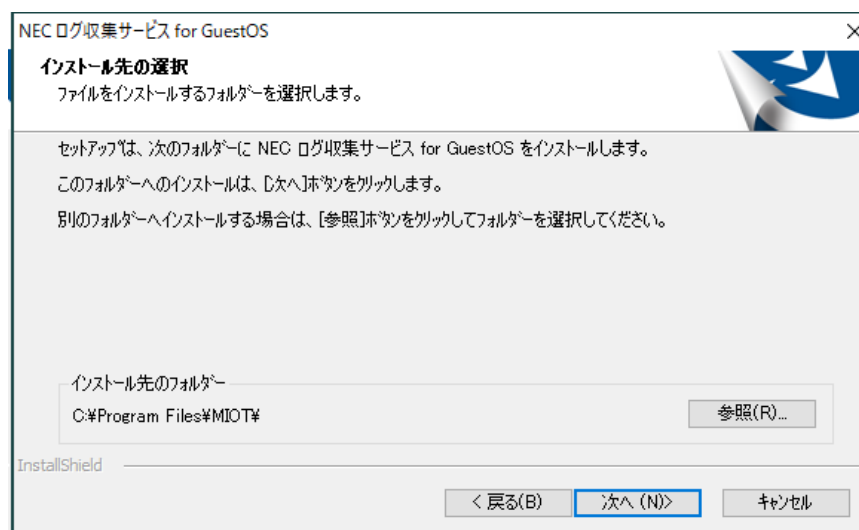 NEC ログ収集サービス for GuestOS
インストール先の選択
ファイルをインストールするフォルダーを選択します。
セットアップは、次のフォルダーに NEC ログ収集サービス for GuestOS をインストールします。
このフォルダーへのインストールは、[次へ]ボタンをクリックします。
別のフォルダーへインストールする場合は、[参照]ボタンをクリックしてフォルダーを選択してください。
インストール先のフォルダー
C:¥Program Files¥MIOT¥
参照(R)...
InstallShield
< 戻る(B)
次へ (N)>
キャンセル